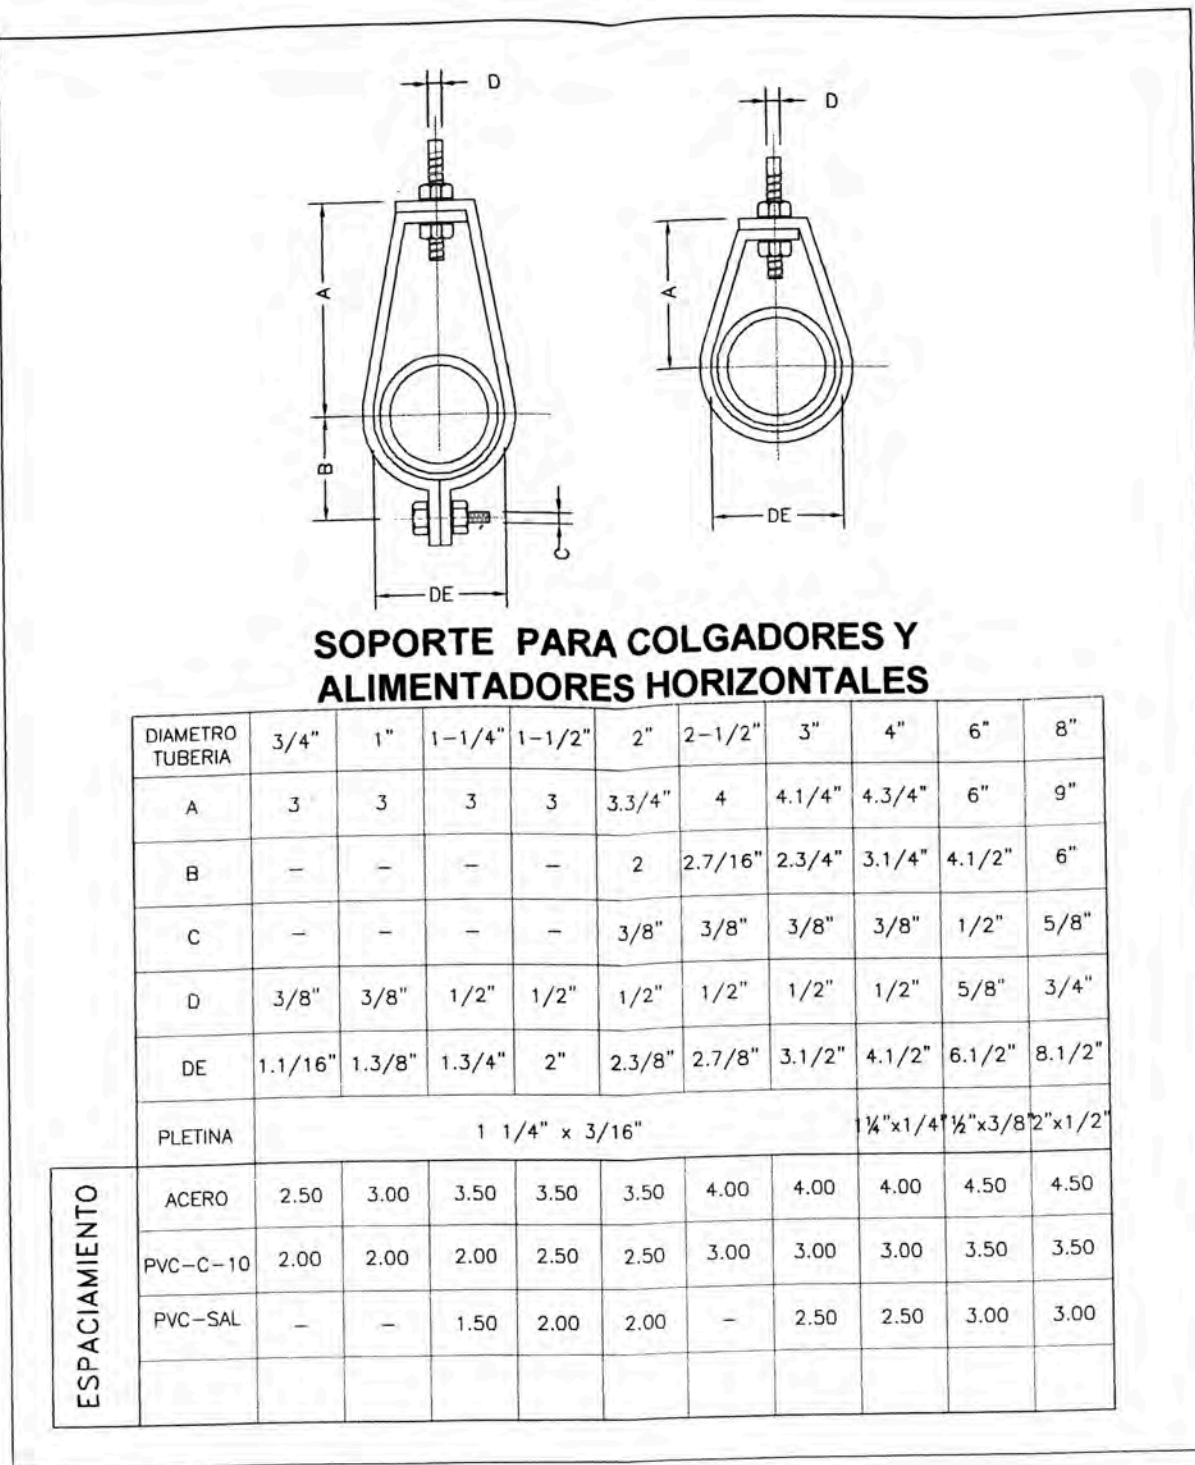 D
D
A
A
B
C
DE
DE
SOPORTE PARA COLGADORES Y
ALIMENTADORES HORIZONTALES
DIAMETRO TUBERIA 3/4" 1" 1-1/4" 1-1/2" 2" 2-1/2" 3" 4" 6" 8"
A 3 3 3 3 3.3/4" 4 4.1/4" 4.3/4" 6" 9"
B - - - - 2 2.7/16" 2.3/4" 3.1/4" 4.1/2" 6"
C - - - - 3/8" 3/8" 3/8" 3/8" 1/2" 5/8"
D 3/8" 3/8" 1/2" 1/2" 1/2" 1/2" 1/2" 1/2" 5/8" 3/4"
DE 1.1/16" 1.3/8" 1.3/4" 2" 2.3/8" 2.7/8" 3.1/2" 4.1/2" 6.1/2" 8.1/2"
PLETINA 1 1/4" x 3/16" 1¼"x1/4" 1½"x3/8" 2"x1/2"
ESPACIAMIENTO
ACERO 2.50 3.00 3.50 3.50 3.50 4.00 4.00 4.00 4.50 4.50
PVC-C-10 2.00 2.00 2.00 2.50 2.50 3.00 3.00 3.00 3.50 3.50
PVC-SAL - - 1.50 2.00 2.00 - 2.50 2.50 3.00 3.00